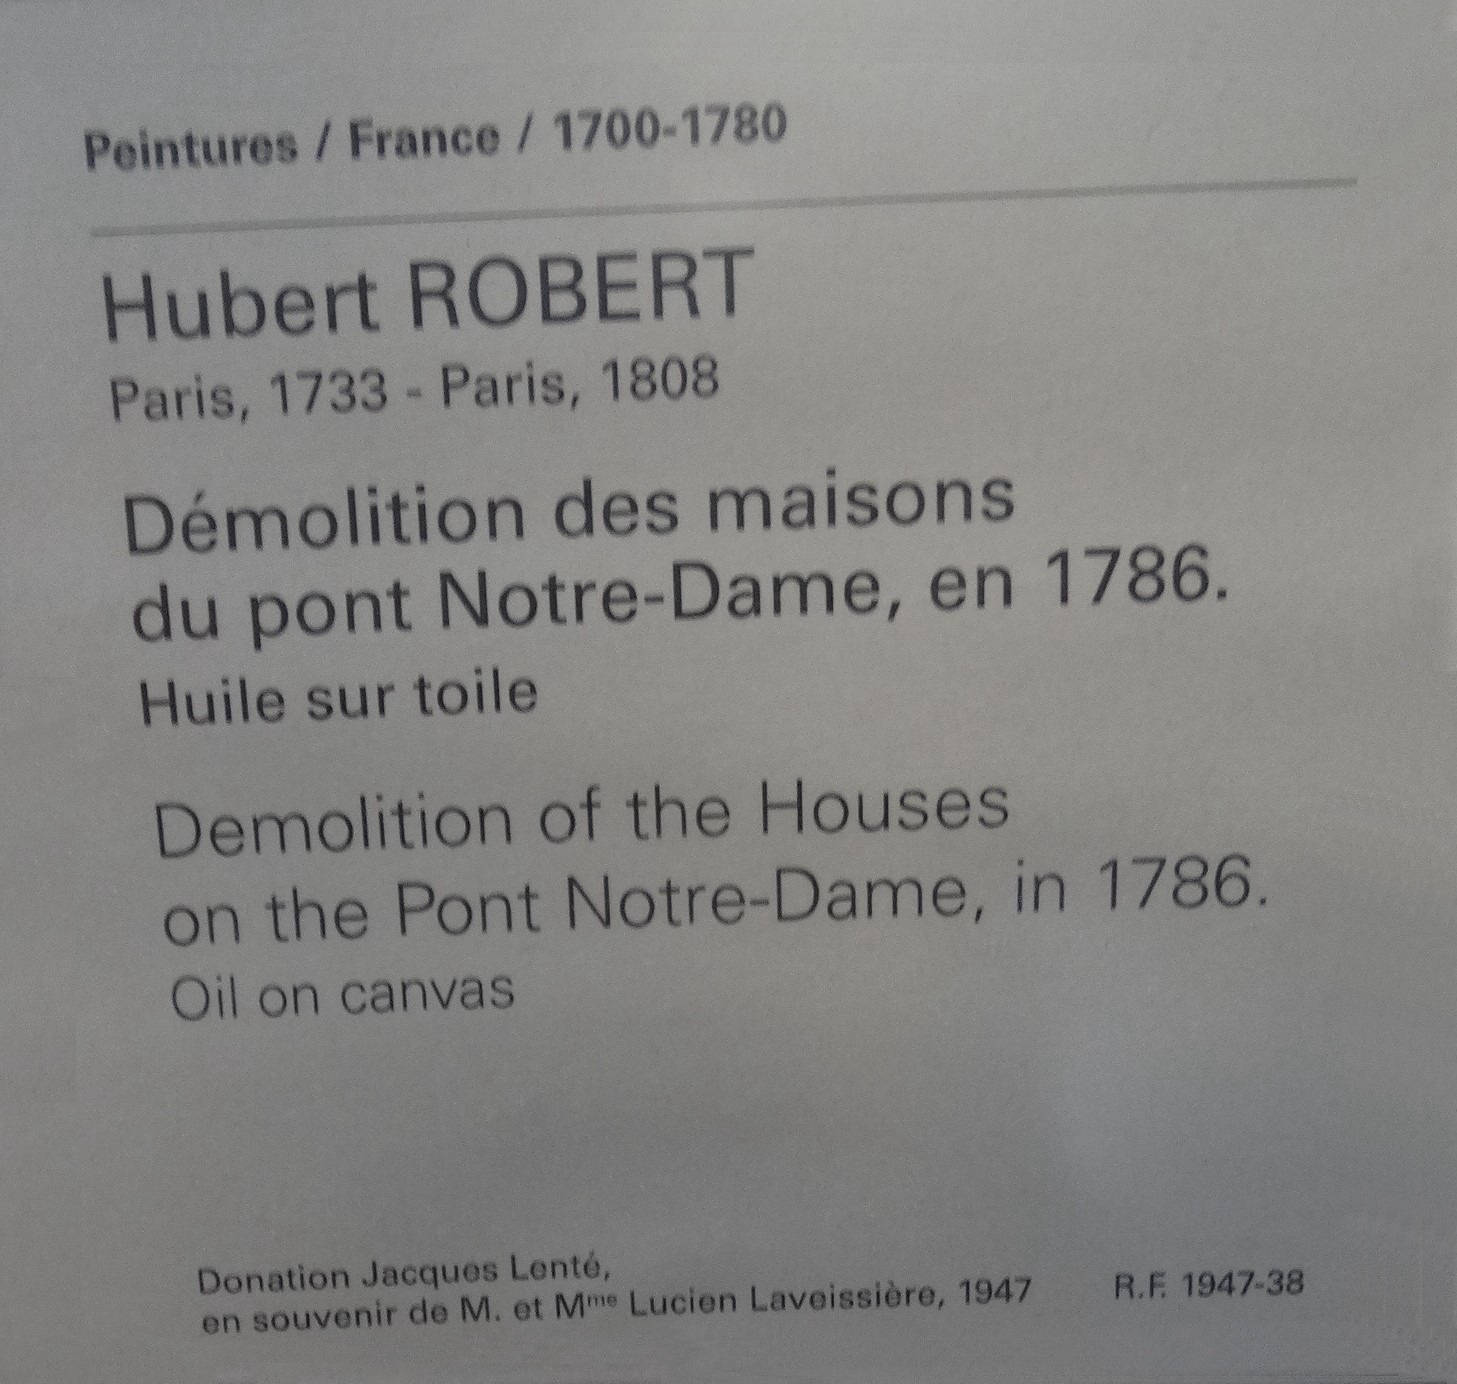 Peintures / France / 1700-1780
Hubert ROBERT
Paris, 1733 - Paris, 1808
Démolition des maisons
du pont Notre-Dame, en 1786.
Huile sur toile
Demolition of the Houses
on the Pont Notre-Dame, in 1786.
Oil on canvas
Donation Jacques Lenté,
en souvenir de M. et Mme Lucien Laveissière, 1947 R.F. 1947-38